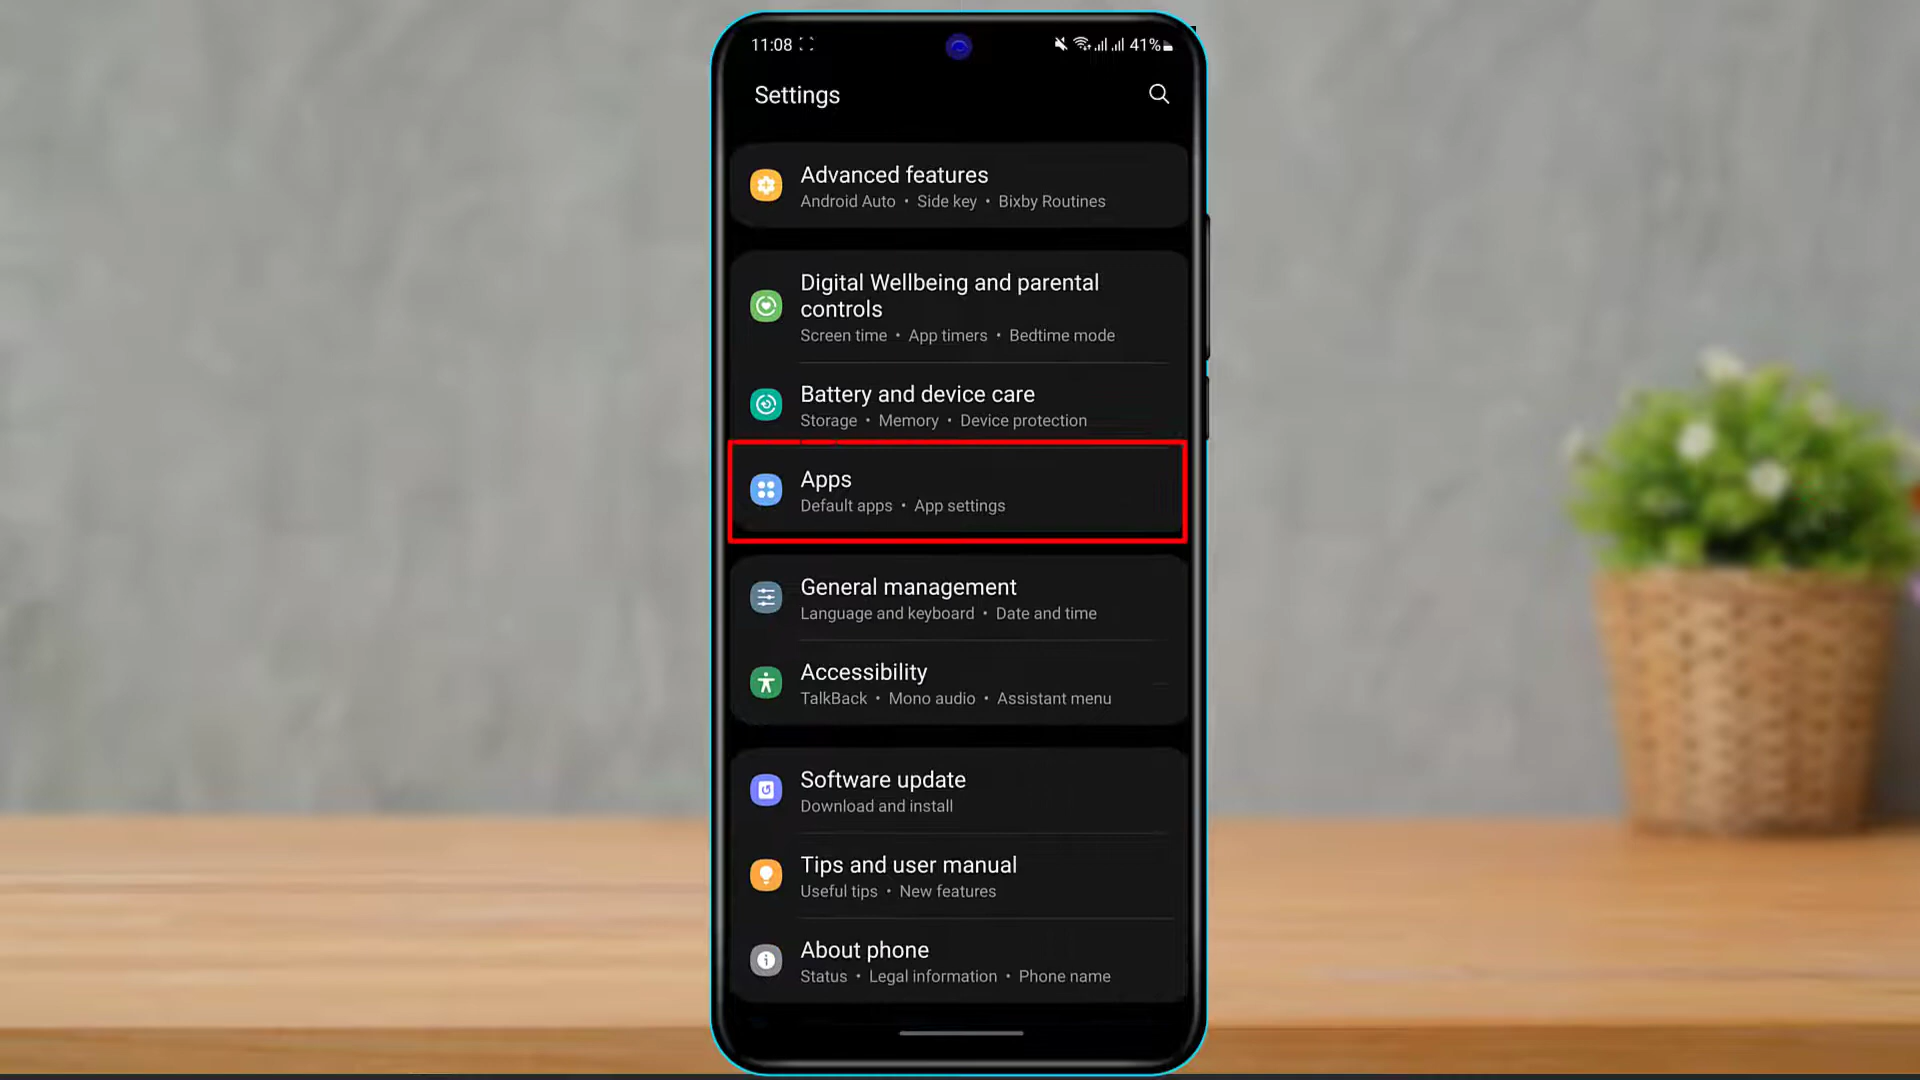 11:08
41%
Settings
Advanced features
Android Auto • Side key • Bixby Routines
Digital Wellbeing and parental
controls
Screen time • App timers • Bedtime mode
Battery and device care
Storage • Memory • Device protection
Apps
Default apps • App settings
General management
Language and keyboard • Date and time
Accessibility
TalkBack • Mono audio • Assistant menu
Software update
Download and install
Tips and user manual
Useful tips • New features
About phone
Status • Legal information • Phone name